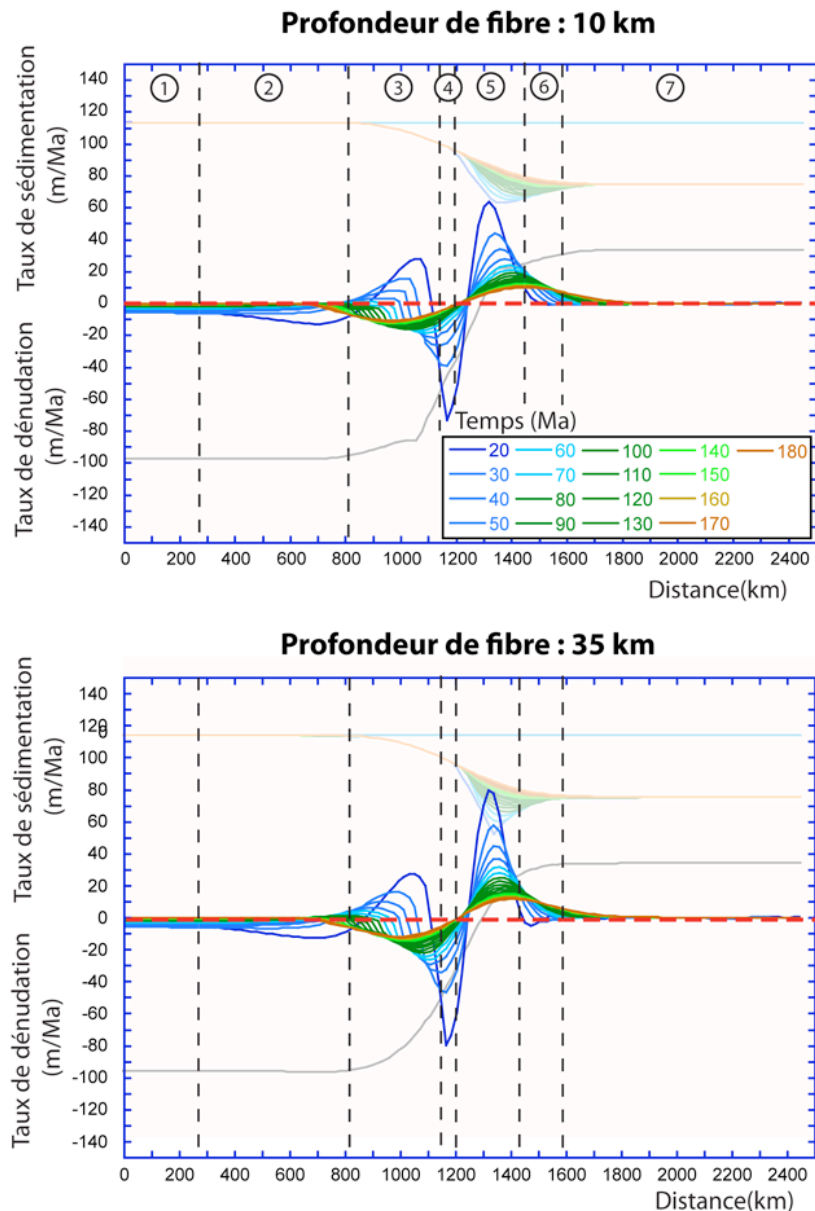 Profondeur de fibre : 10 km
Taux de sédimentation
(m/Ma)
Taux de dénudation
(m/Ma)
140
120
100
80
60
40
20
0
-20
-40
-60
-80
-100
-120
-140
1 2 3 4 5 6 7
Temps (Ma)
20 60 100 140 180
30 70 110 150
40 80 120 160
50 90 130 170
0 200 400 600 800 1000 1200 1400 1600 1800 2000 2200 2400
Distance(km)
Profondeur de fibre : 35 km
Taux de sédimentation
(m/Ma)
Taux de dénudation
(m/Ma)
140
120
0
100
80
60
40
20
0
-20
-40
-60
-80
-100
-120
-140
0 200 400 600 800 1000 1200 1400 1600 1800 2000 2200 2400
Distance(km)